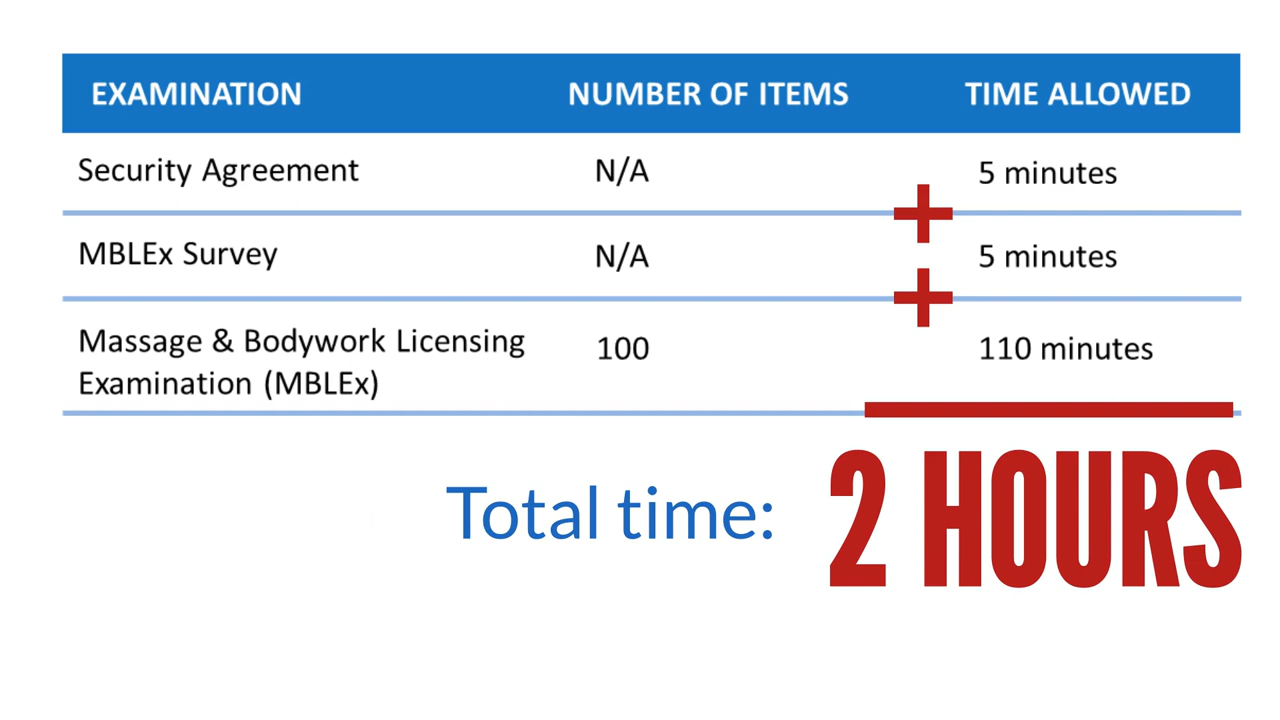 EXAMINATION NUMBER OF ITEMS TIME ALLOWED
Security Agreement N/A 5 minutes
+
MBLEx Survey N/A 5 minutes
+
Massage & Bodywork Licensing 100 110 minutes
Examination (MBLEx)
Total time: 2 HOURS